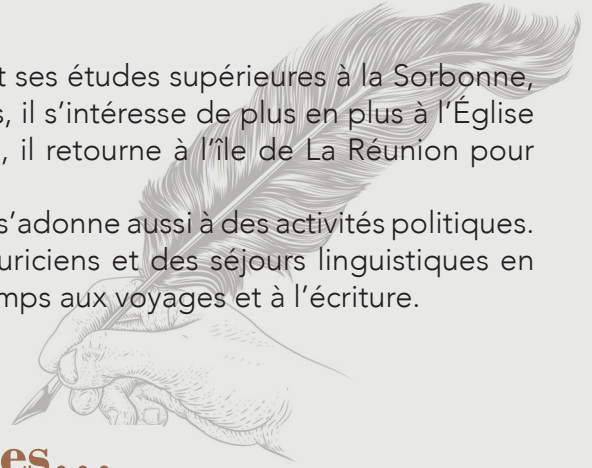 t ses études supérieures à la Sorbonne,
s, il s’intéresse de plus en plus à l’Église
, il retourne à l’île de La Réunion pour
s’adonne aussi à des activités politiques.
uriciens et des séjours linguistiques en
mps aux voyages et à l’écriture.
es...